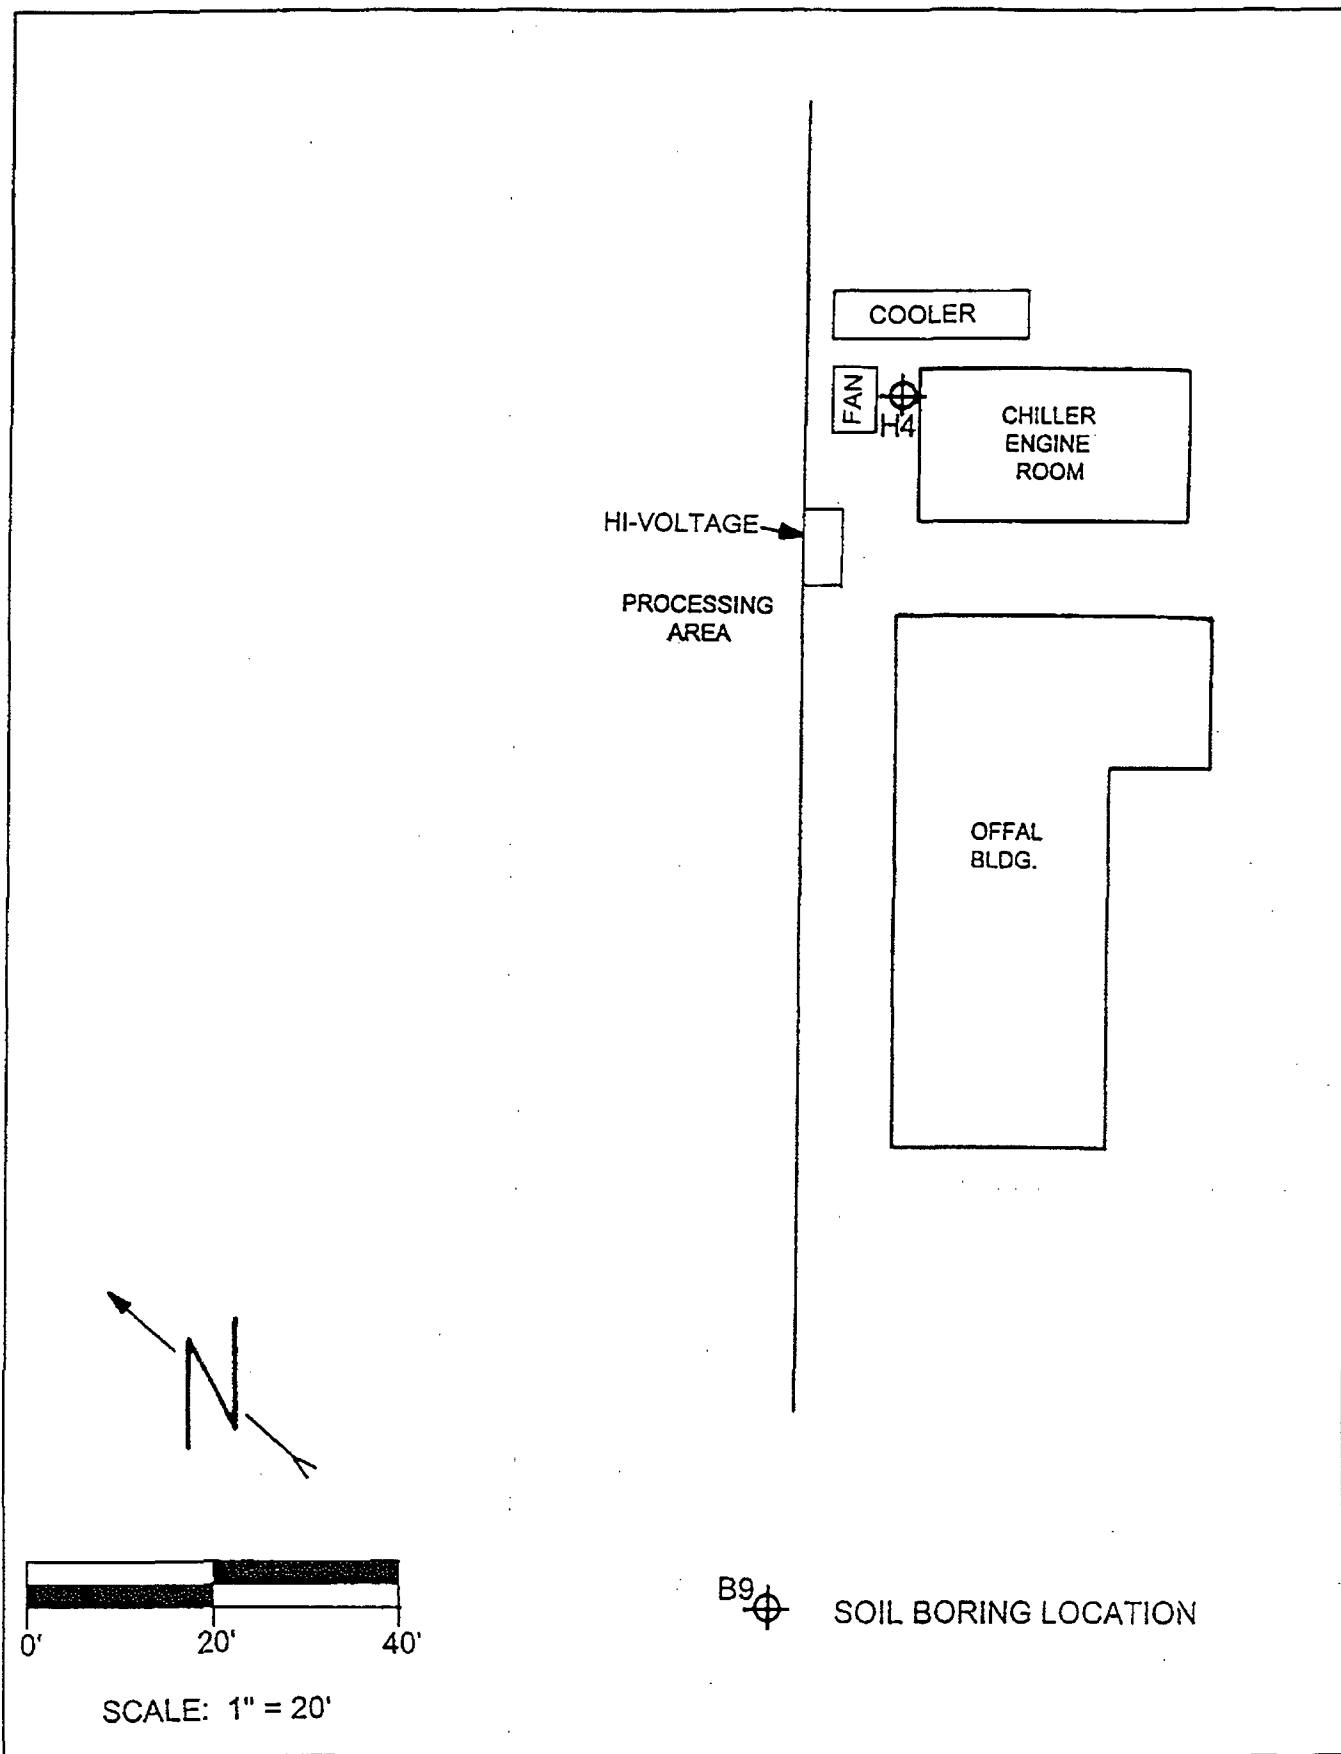 COOLER
FAN
H4
CHILLER
ENGINE
ROOM
HI-VOLTAGE
PROCESSING
AREA
OFFAL
BLDG.
N
0' 20' 40'
SCALE: 1" = 20'
B9
SOIL BORING LOCATION